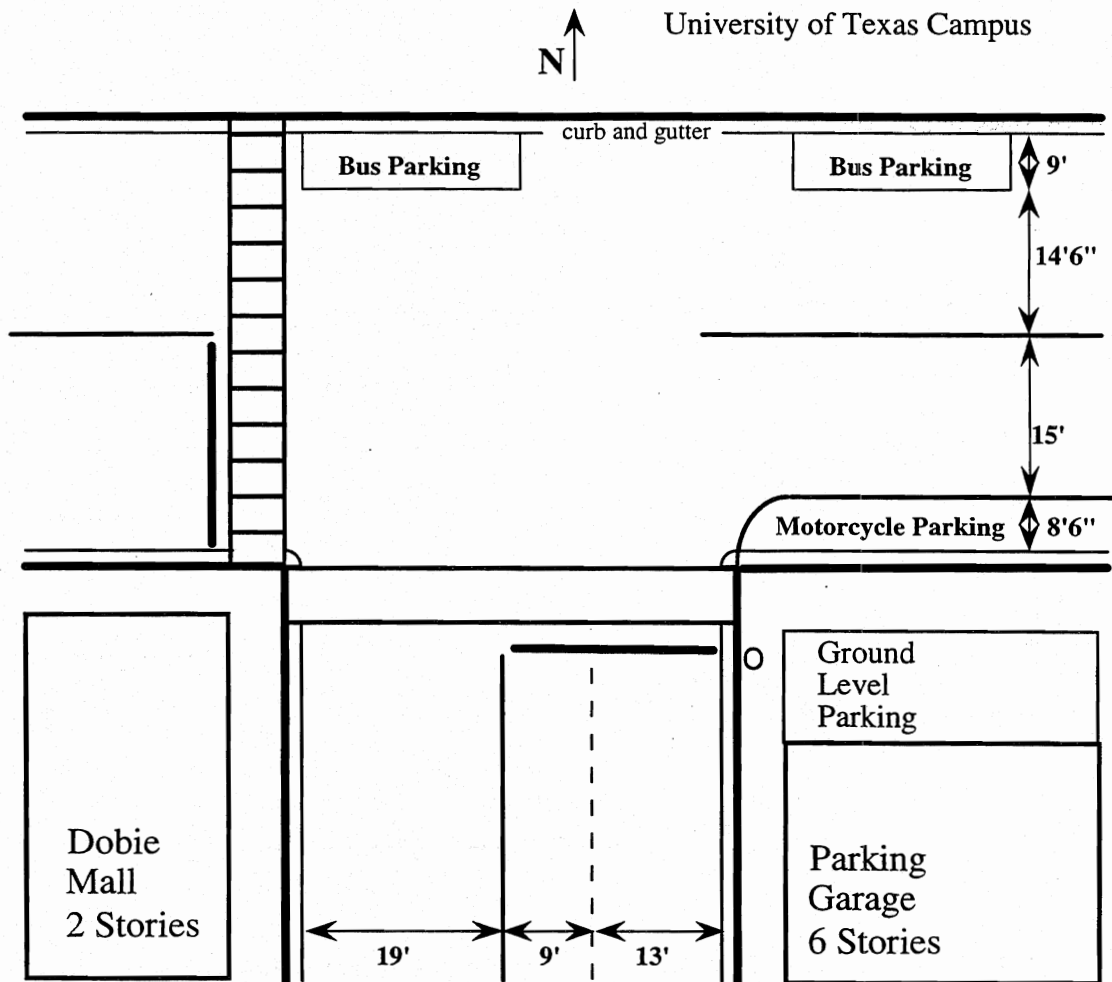 University of Texas Campus
N
curb and gutter
Bus Parking
Bus Parking
9'
14'6"
15'
Motorcycle Parking
8'6"
Ground
Level
Parking
Dobie
Mall
2 Stories
Parking
Garage
6 Stories
19'
9'
13'